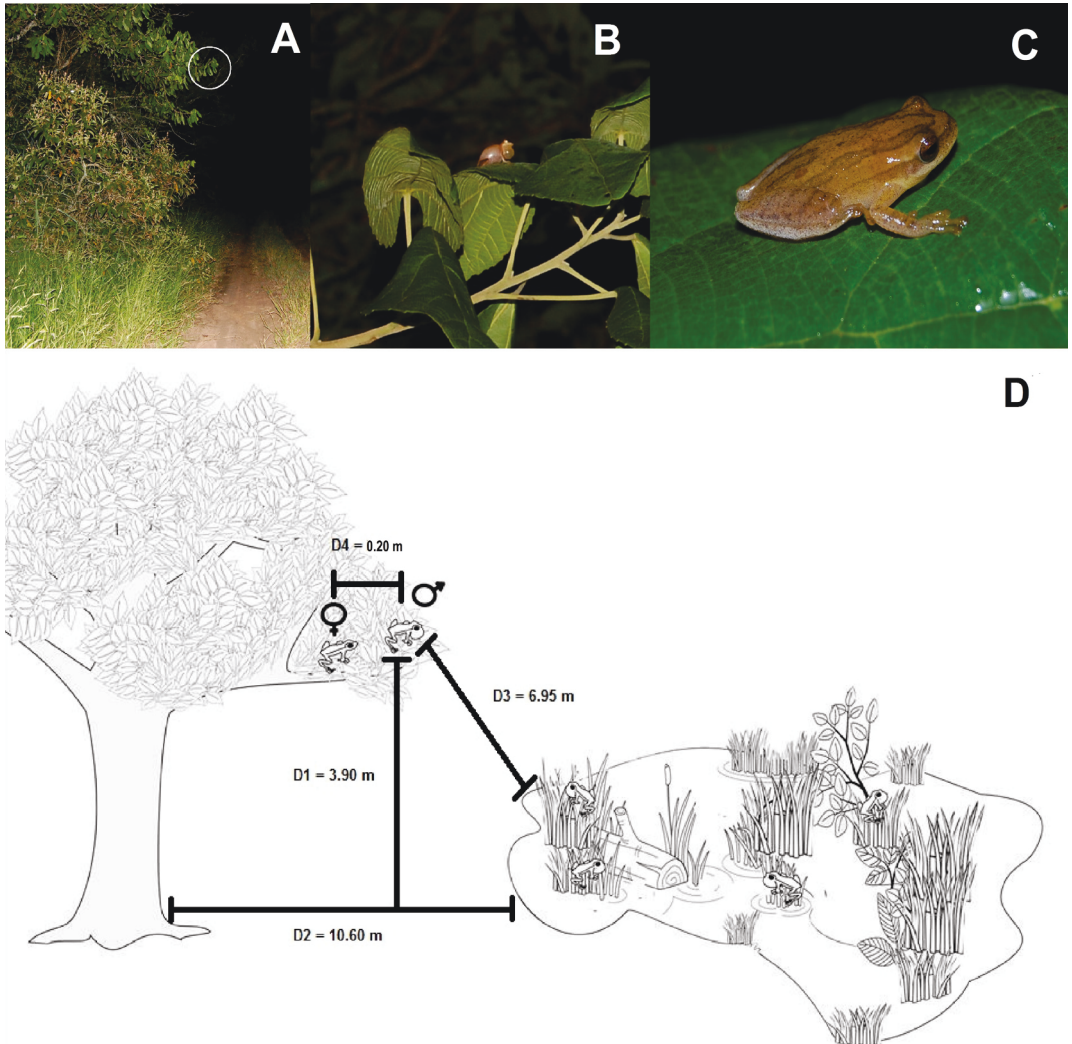 A
B
C
D
D4 = 0.20 m
♀
♂
D3 = 6.95 m
D1 = 3.90 m
D2 = 10.60 m